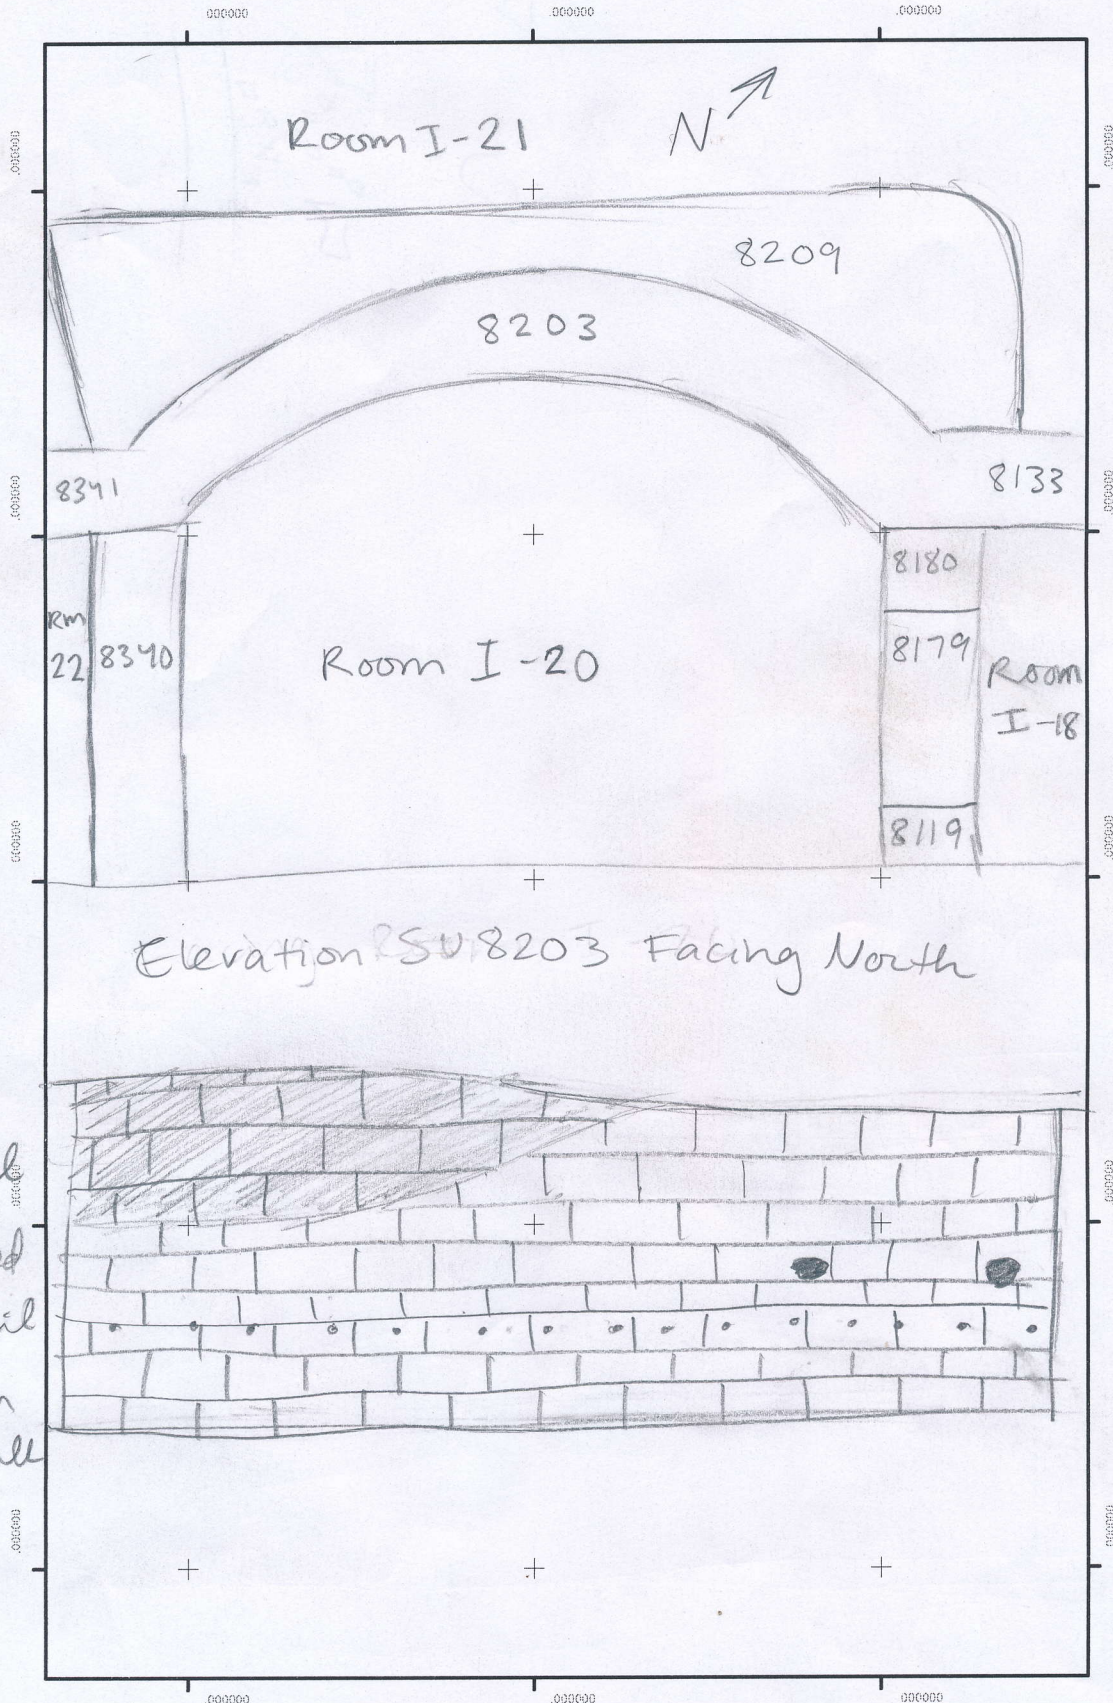 .000000 .000000 .000000
Room I-21
N
8209
8203
8341 8133
8180
Rm
22 8340 Room I-20 8179 Room
I-18
8119
Elevation SU 8203 Facing North
.000000 .000000 .000000